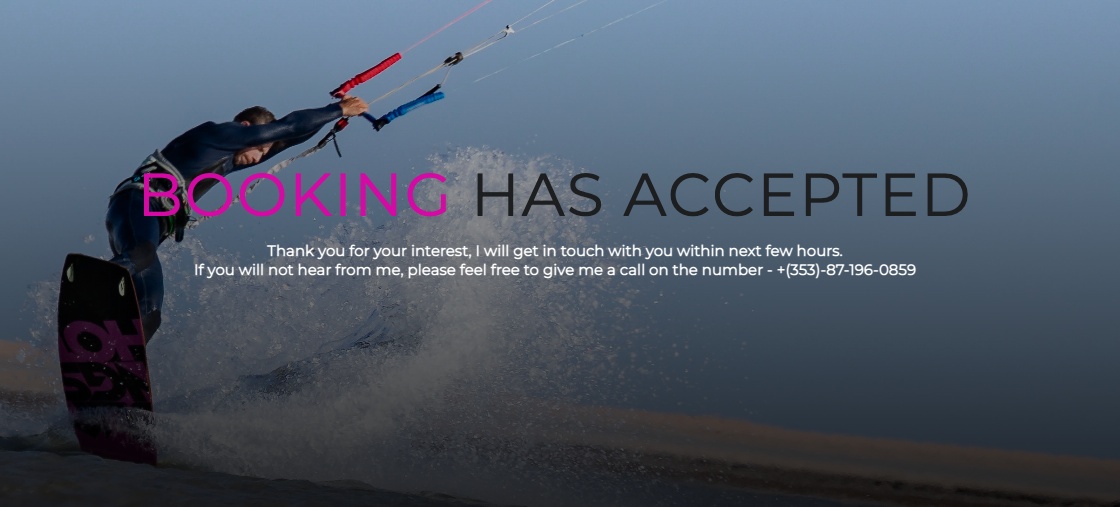 BOOKING HAS ACCEPTED
Thank you for your interest, I will get in touch with you within next few hours.
If you will not hear from me, please feel free to give me a call on the number - +(353)-87-196-0859